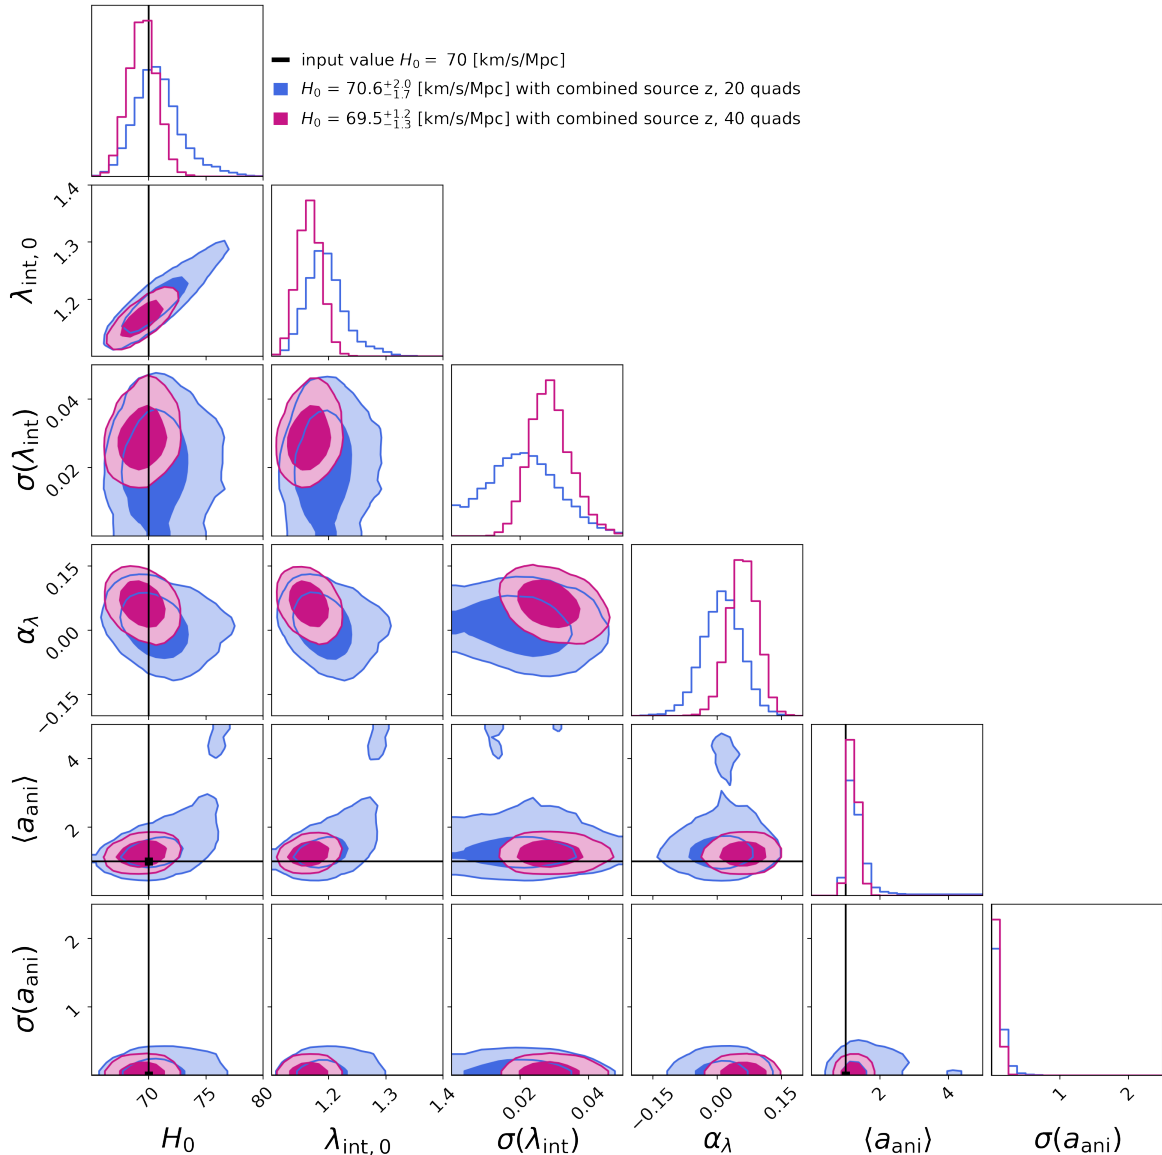 input value H₀ = 70 [km/s/Mpc]
H₀ = 70.6⁺²·⁰₋₁.₇ [km/s/Mpc] with combined source z, 20 quads
H₀ = 69.5⁺¹·²₋₁.₃ [km/s/Mpc] with combined source z, 40 quads
λint, 0
1.4
1.3
1.2
σ(λint)
0.04
0.02
αλ
0.15
0.00
−0.15
⟨aani⟩
4
2
σ(aani)
2
1
70 75 80
1.2 1.3 1.4
0.02 0.04
−0.15 0.00 0.15
2 4
1 2
H₀ λint, 0 σ(λint) αλ ⟨aani⟩ σ(aani)